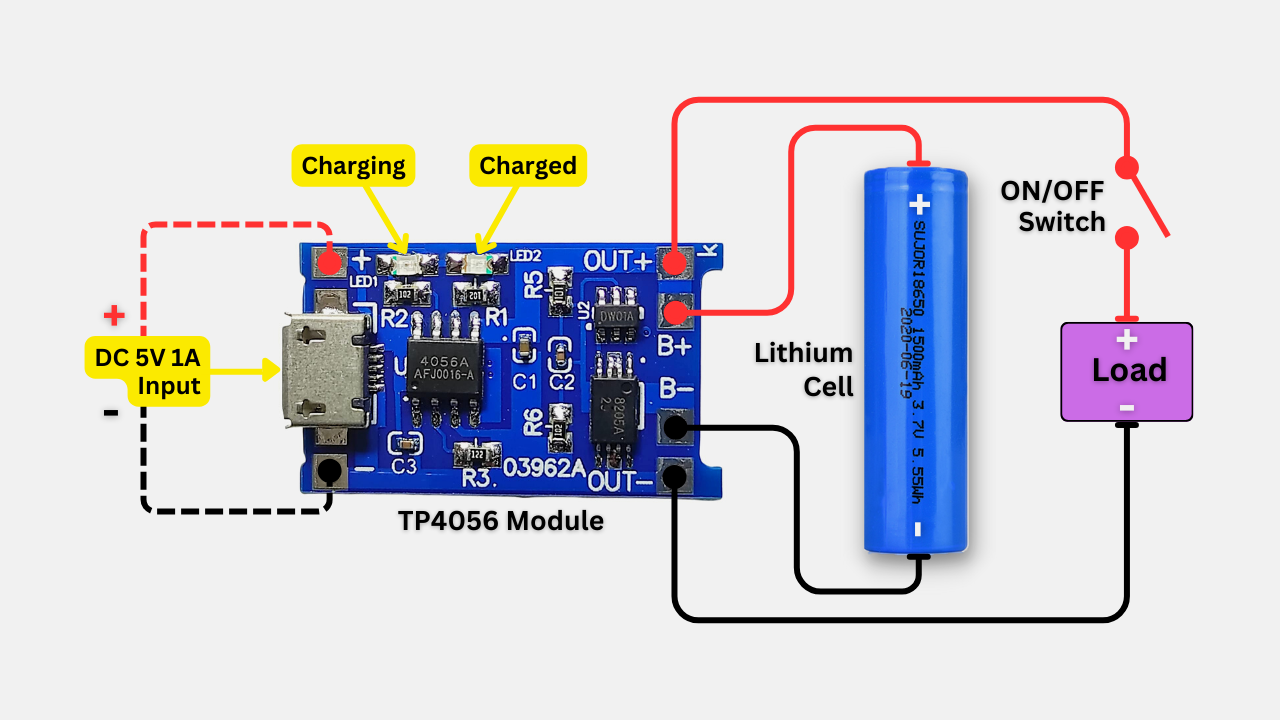 Charging
Charged
ON/OFF
Switch
+
DC 5V 1A
Input
-
+
LED1
LED2
OUT+
R5
R2
R1
U2
DW01A
B+
4056A
AFJ0016-A
U
C1
C2
B-
102
201
R6
8205A
C3
122
R3.
03962A
OUT-
-
k
TP4056 Module
Lithium
Cell
+
SUJOR18650 1500mAh 3.7V 5.55Wh
2020-06-19
-
+
Load
-